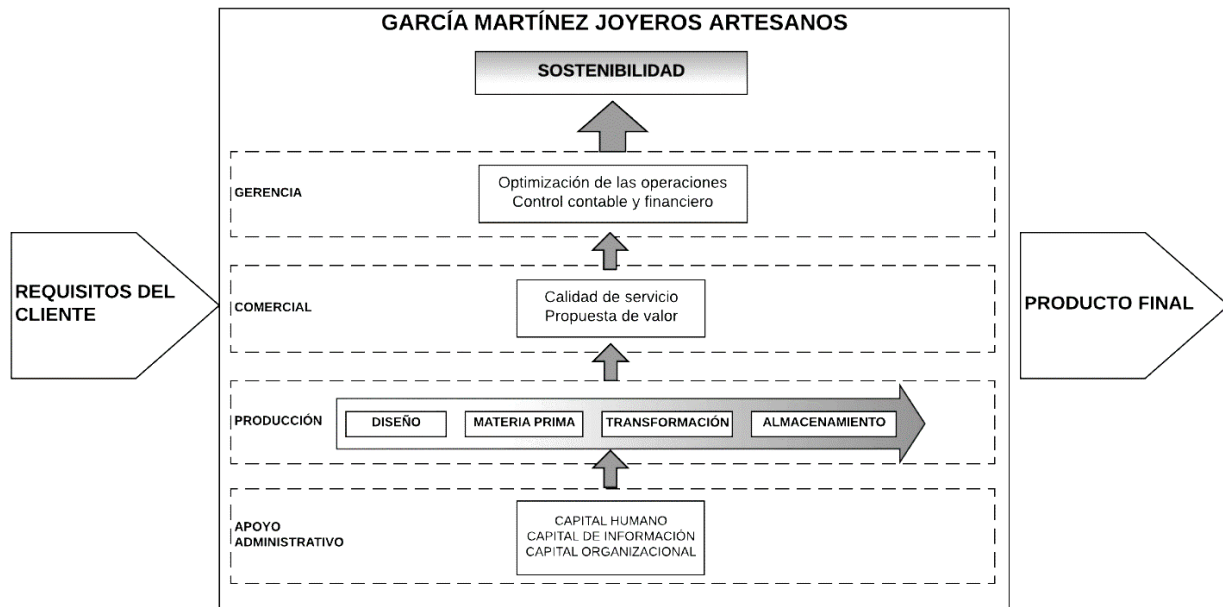 GARCÍA MARTÍNEZ JOYEROS ARTESANOS
SOSTENIBILIDAD
GERENCIA
Optimización de las operaciones
Control contable y financiero
REQUISITOS DEL
CLIENTE
COMERCIAL
Calidad de servicio
Propuesta de valor
PRODUCTO FINAL
PRODUCCIÓN
DISEÑO
MATERIA PRIMA
TRANSFORMACIÓN
ALMACENAMIENTO
APOYO
ADMINISTRATIVO
CAPITAL HUMANO
CAPITAL DE INFORMACIÓN
CAPITAL ORGANIZACIONAL